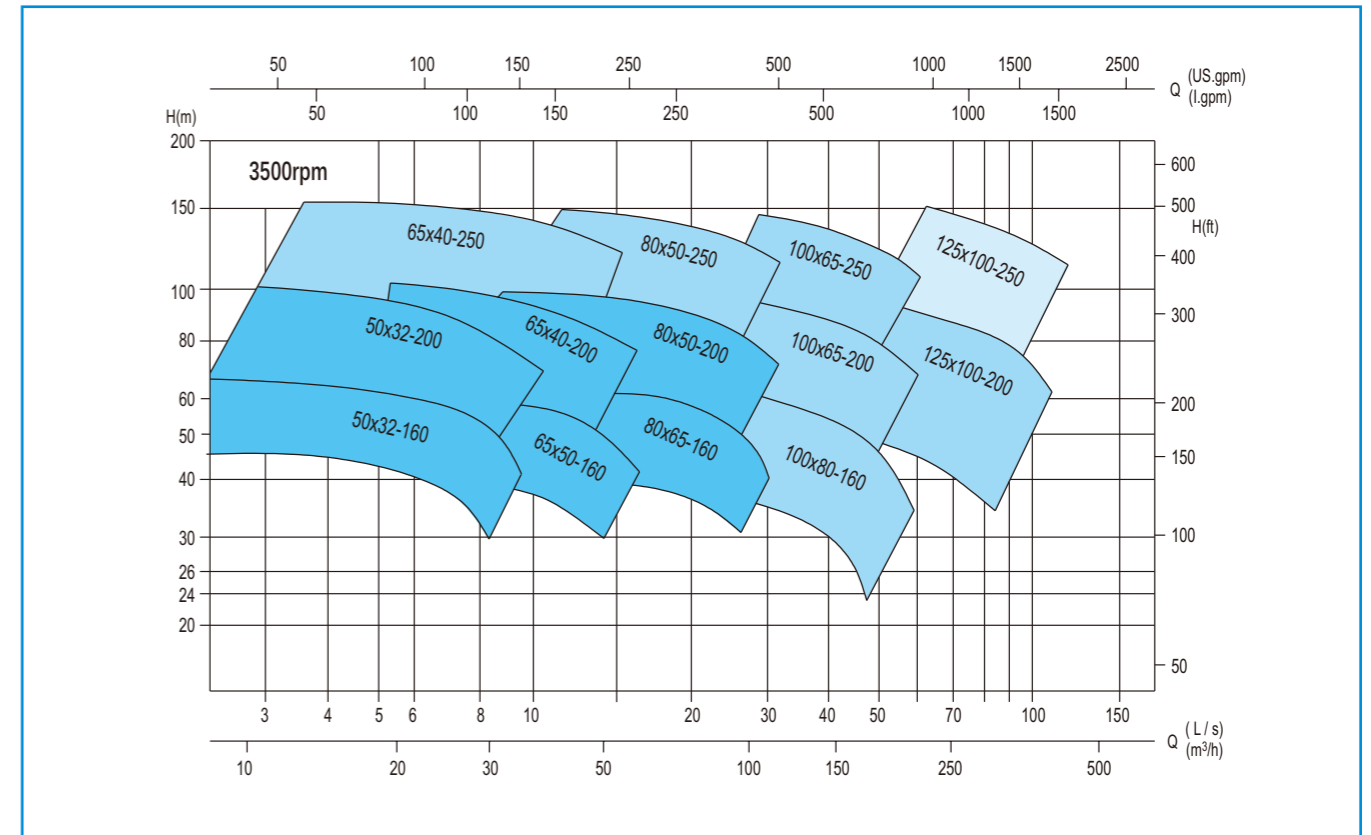 50 100 150 250 500 1000 1500 2500
Q (US.gpm)
(I.gpm)
50 100 150 250 500 1000 1500
H(m)
200
150
100
80
60
50
40
30
26
24
20
3500rpm
65x40-250
80x50-250
100x65-250
125x100-250
50x32-200
65x40-200
80x50-200
100x65-200
125x100-200
50x32-160
65x50-160
80x65-160
100x80-160
600
500
H(ft)
400
300
200
150
100
50
3 4 5 6 8 10 20 30 40 50 70 100 150
Q (L/s)
(m³/h)
10 20 30 50 100 150 250 500